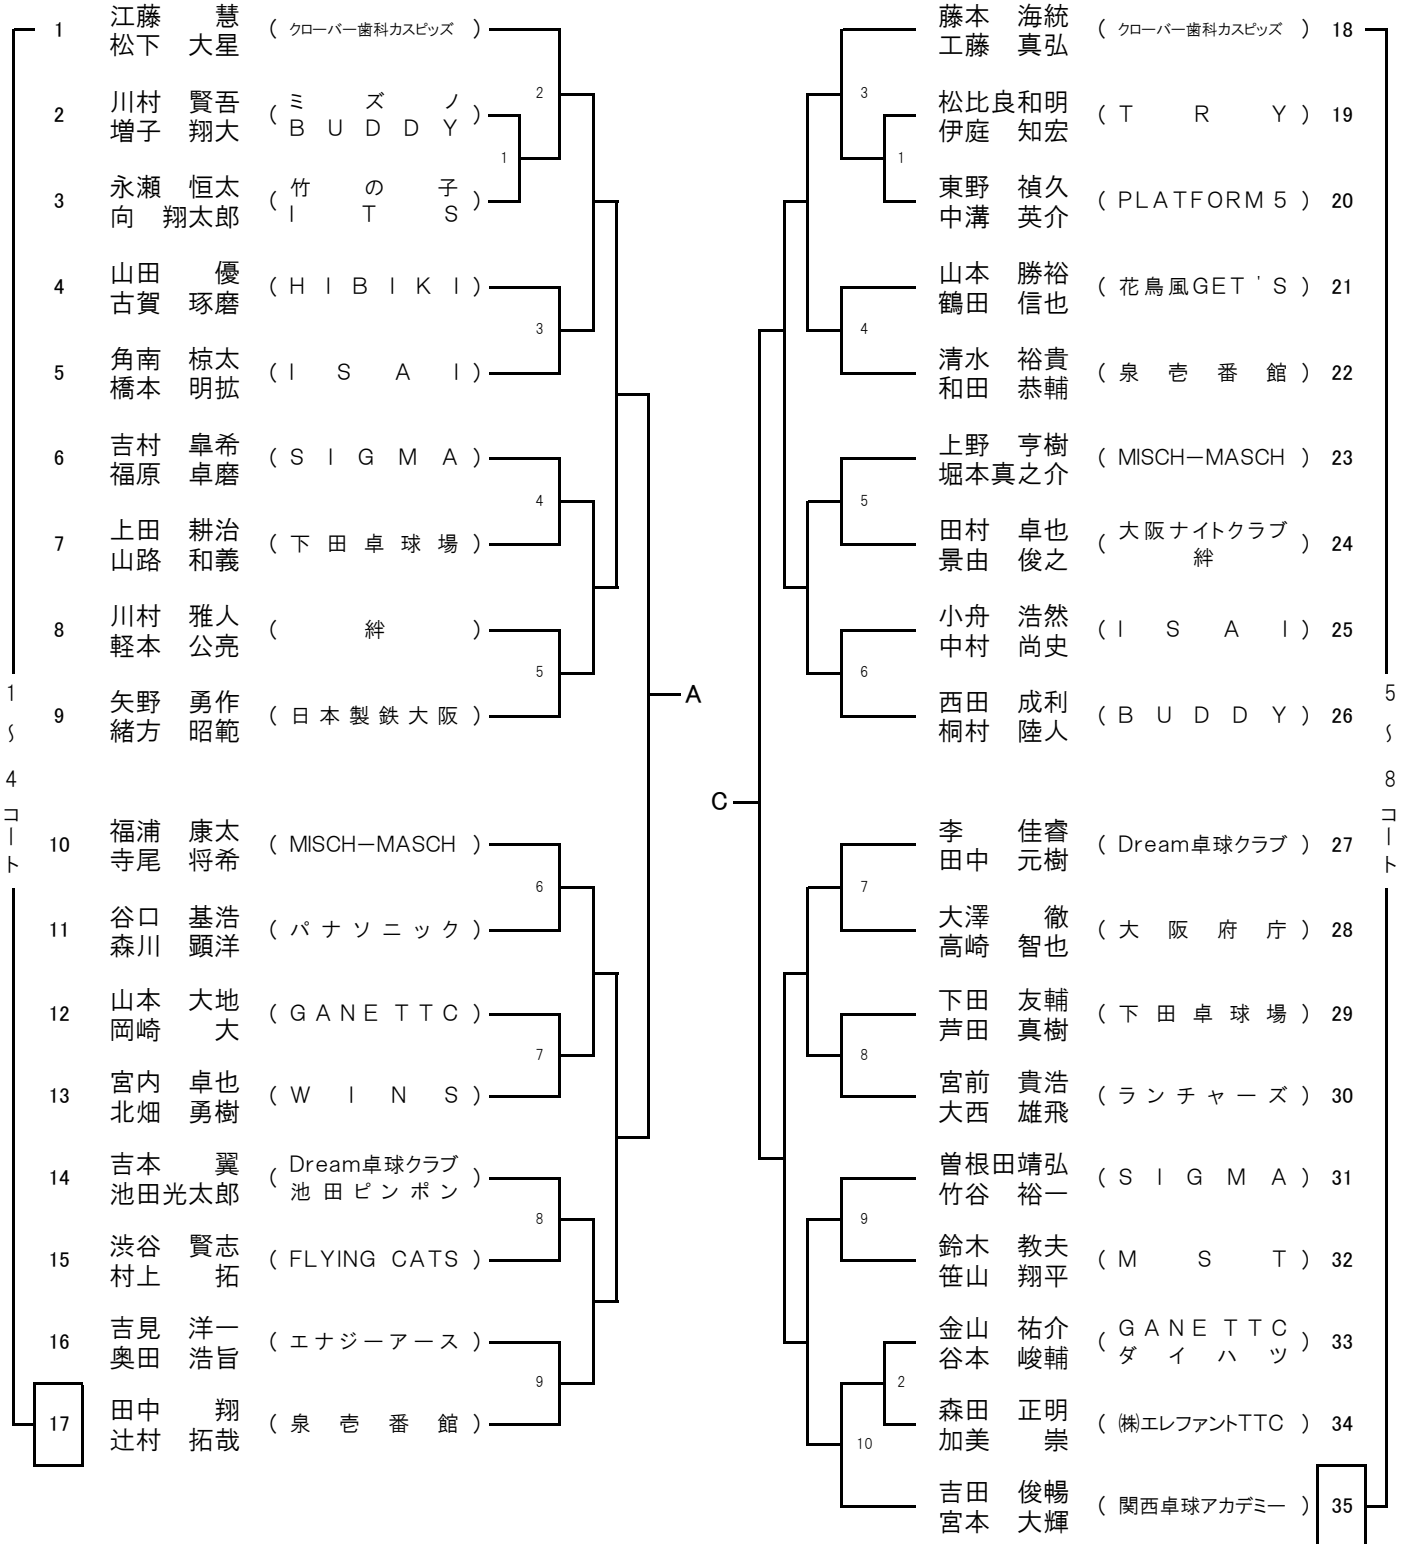 1 江藤 慧 ( クローバー歯科カスピッズ )
松下 大星
2 川村 賢吾 ( ミズノ
増子 翔大 BUDDY )
3 永瀬 恒太 ( 竹の子
向 翔太郎 ITS )
4 山田 優 ( HIBIKI )
古賀 琢磨
5 角南 椋太 ( ISAI )
橋本 明拡
6 吉村 皐希 ( SIGMA )
福原 卓磨
7 上田 耕治 ( 下田卓球場 )
山路 和義
8 川村 雅人 ( 絆 )
軽本 公亮
9 矢野 勇作 ( 日本製鉄大阪 )
緒方 昭範
10 福浦 康太 ( MISCH−MASCH )
寺尾 将希
11 谷口 基浩 ( パナソニック )
森川 顕洋
12 山本 大地 ( GANE TTC )
岡崎 大
13 宮内 卓也 ( WINS )
北畑 勇樹
14 吉本 翼 ( Dream卓球クラブ
池田光太郎 池田ピンポン )
15 渋谷 賢志 ( FLYING CATS )
村上 拓
16 吉見 洋一 ( エナジーアース )
奥田 浩旨
17 田中 翔 ( 泉壱番館 )
辻村 拓哉
1〜4コート
1
2
3
4
5
6
7
8
9
A
C
藤本 海統 ( クローバー歯科カスピッズ ) 18
工藤 真弘
松比良和明 ( TRY ) 19
伊庭 知宏
東野 禎久 ( PLATFORM5 ) 20
中溝 英介
山本 勝裕 ( 花鳥風GET'S ) 21
鶴田 信也
清水 裕貴 ( 泉壱番館 ) 22
和田 恭輔
上野 亨樹 ( MISCH−MASCH ) 23
堀本真之介
田村 卓也 ( 大阪ナイトクラブ ) 24
景由 俊之 絆
小舟 浩然 ( ISAI ) 25
中村 尚史
西田 成利 ( BUDDY ) 26
桐村 陸人
李 佳睿 ( Dream卓球クラブ ) 27
田中 元樹
大澤 徹 ( 大阪府庁 ) 28
高崎 智也
下田 友輔 ( 下田卓球場 ) 29
芦田 真樹
宮前 貴浩 ( ランチャーズ ) 30
大西 雄飛
曽根田靖弘 ( SIGMA ) 31
竹谷 裕一
鈴木 教夫 ( MST ) 32
笹山 翔平
金山 祐介 ( GANE TTC ) 33
谷本 峻輔 ダイハツ
森田 正明 ( ㈱エレファントTTC ) 34
加美 崇
吉田 俊暢 ( 関西卓球アカデミー ) 35
宮本 大輝
5〜8コート
3
1
4
5
6
7
8
9
2
10